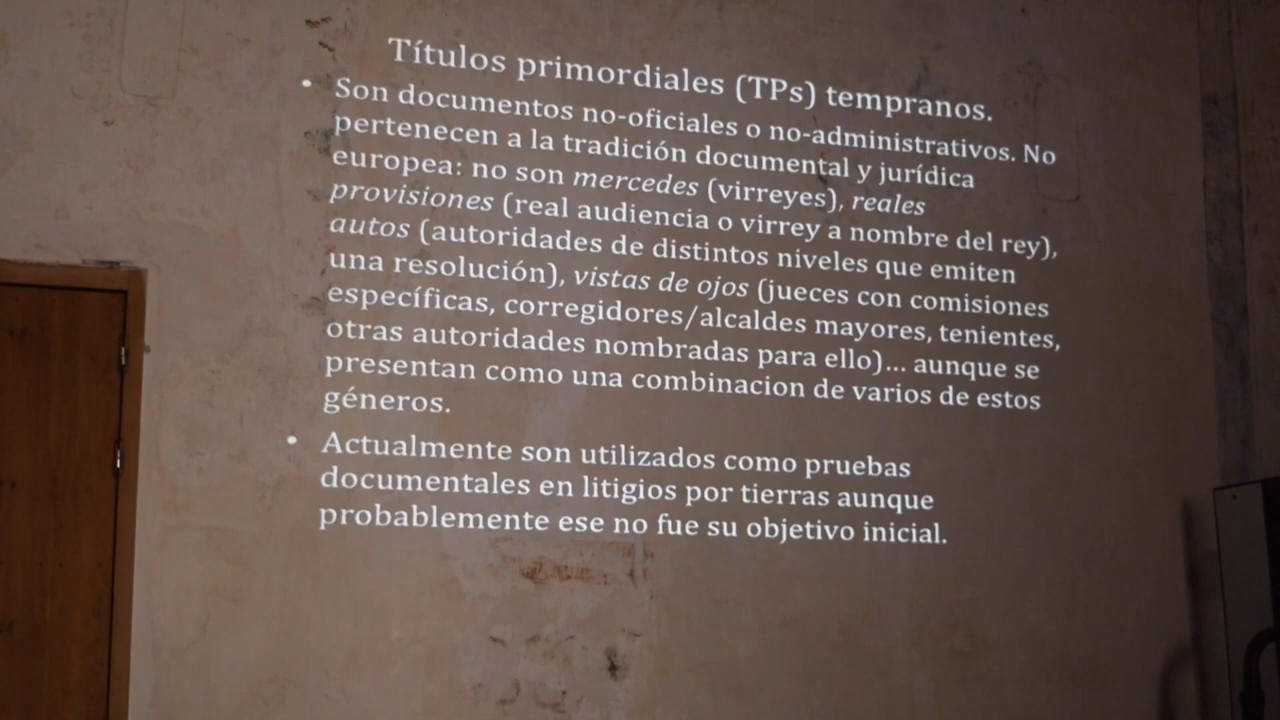 Títulos primordiales (TPs) tempranos.
• Son documentos no-oficiales o no-administrativos. No
pertenecen a la tradición documental y jurídica
europea: no son mercedes (virreyes), reales
provisiones (real audiencia o virrey a nombre del rey),
autos (autoridades de distintos niveles que emiten
una resolución), vistas de ojos (jueces con comisiones
específicas, corregidores/alcaldes mayores, tenientes,
otras autoridades nombradas para ello)... aunque se
presentan como una combinacion de varios de estos
géneros.
• Actualmente son utilizados como pruebas
documentales en litigios por tierras aunque
probablemente ese no fue su objetivo inicial.